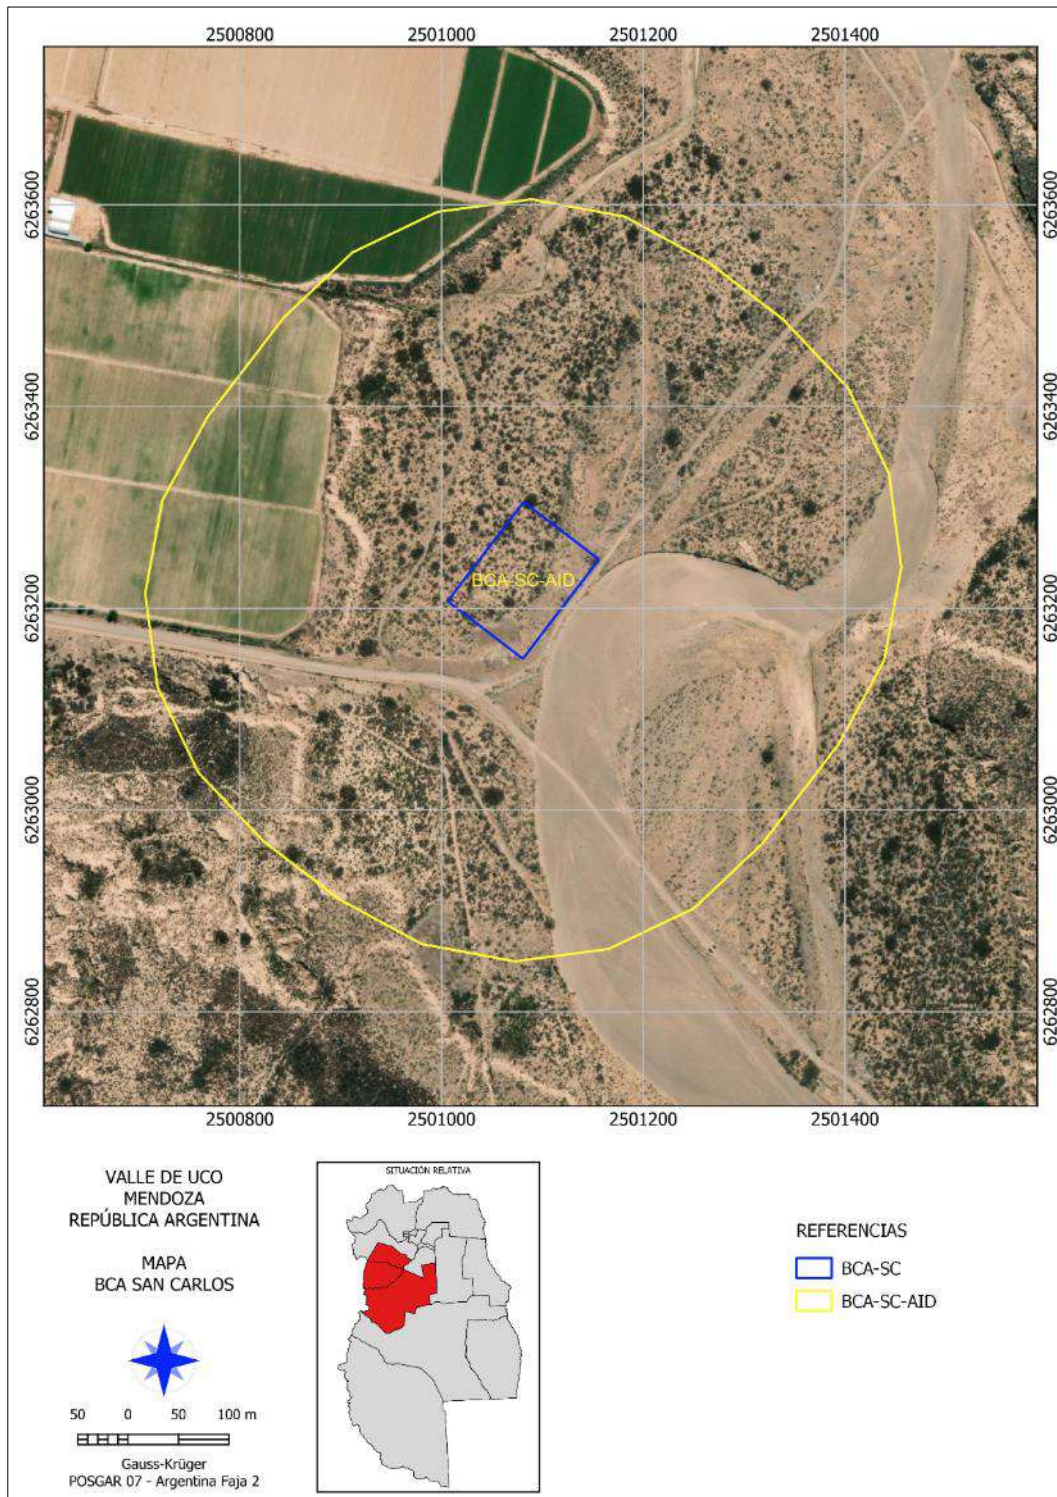 2500800 2501000 2501200 2501400
6263600 6263600
6263400 6263400
BCA-SC-AID
6263200 6263200
6263000 6263000
6262800 6262800
2500800 2501000 2501200 2501400
VALLE DE UCO
MENDOZA
REPÚBLICA ARGENTINA
MAPA
BCA SAN CARLOS
50 0 50 100 m
Gauss-Krüger
POSGAR 07 - Argentina Faja 2
SITUACIÓN RELATIVA
REFERENCIAS
BCA-SC
BCA-SC-AID